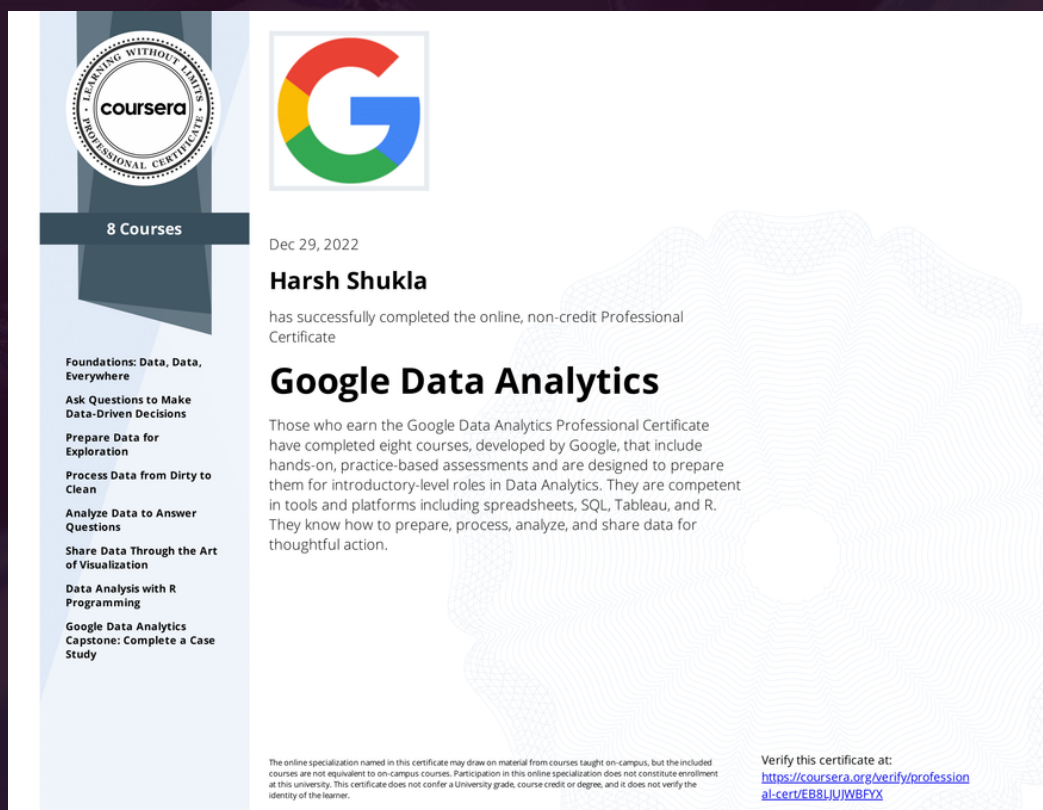 LEARNING WITHOUT LIMITS
coursera
PROFESSIONAL CERTIFICATE
8 Courses
Foundations: Data, Data,
Everywhere
Ask Questions to Make
Data-Driven Decisions
Prepare Data for
Exploration
Process Data from Dirty to
Clean
Analyze Data to Answer
Questions
Share Data Through the Art
of Visualization
Data Analysis with R
Programming
Google Data Analytics
Capstone: Complete a Case
Study
Dec 29, 2022
Harsh Shukla
has successfully completed the online, non-credit Professional
Certificate
Google Data Analytics
Those who earn the Google Data Analytics Professional Certificate
have completed eight courses, developed by Google, that include
hands-on, practice-based assessments and are designed to prepare
them for introductory-level roles in Data Analytics. They are competent
in tools and platforms including spreadsheets, SQL, Tableau, and R.
They know how to prepare, process, analyze, and share data for
thoughtful action.
The online specialization named in this certificate may draw on material from courses taught on-campus, but the included
courses are not equivalent to on-campus courses. Participation in this online specialization does not constitute enrollment
at this university. This certificate does not confer a University grade, course credit or degree, and it does not verify the
identity of the learner.
Verify this certificate at:
https://coursera.org/verify/profession
al-cert/EB8LJUJWBFYX